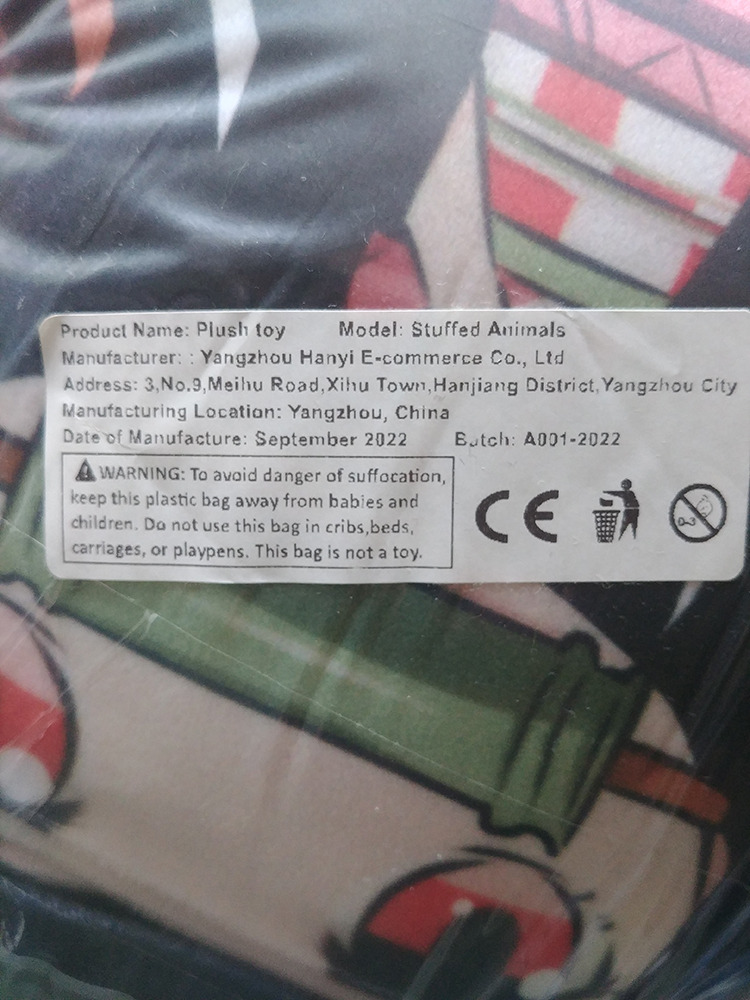 Product Name: Plush toy Model: Stuffed Animals
Manufacturer: : Yangzhou Hanyi E-commerce Co., Ltd
Address: 3,No.9,Meihu Road,Xihu Town,Hanjiang District,Yangzhou City
Manufacturing Location: Yangzhou, China
Date of Manufacture: September 2022 Batch: A001-2022
WARNING: To avoid danger of suffocation,
keep this plastic bag away from babies and
children. Do not use this bag in cribs,beds,
carriages, or playpens. This bag is not a toy.
CE
0-3